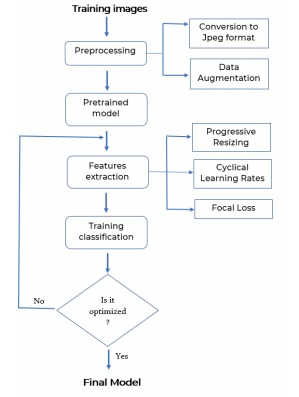 Training images
Preprocessing
Conversion to
Jpeg format
Data
Augmentation
Pretrained
model
Features
extraction
Progressive
Resizing
Cyclical
Learning Rates
Focal Loss
Training
classification
Is it
optimized
?
No
Yes
Final Model